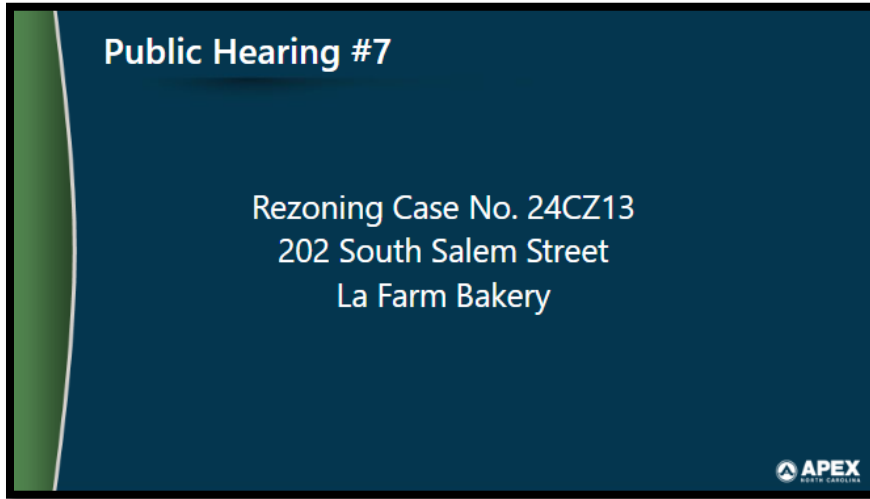 Public Hearing #7
Rezoning Case No. 24CZ13
202 South Salem Street
La Farm Bakery
APEX
NORTH CAROLINA